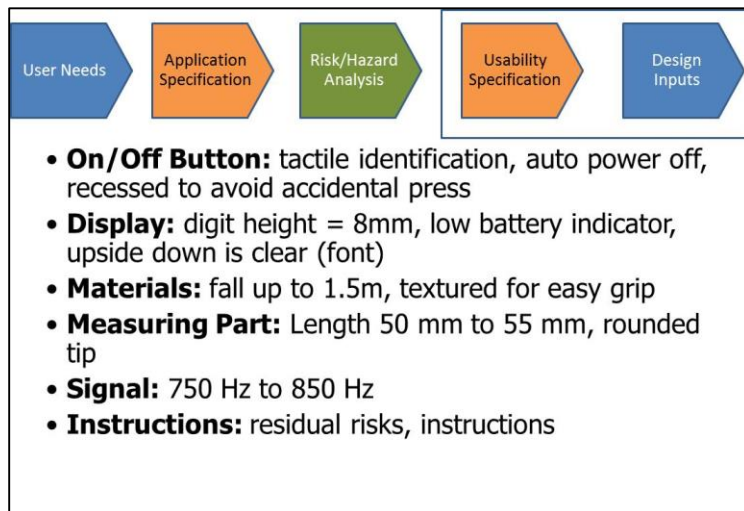 User Needs
Application
Specification
Risk/Hazard
Analysis
Usability
Specification
Design
Inputs
• On/Off Button: tactile identification, auto power off,
recessed to avoid accidental press
• Display: digit height = 8mm, low battery indicator,
upside down is clear (font)
• Materials: fall up to 1.5m, textured for easy grip
• Measuring Part: Length 50 mm to 55 mm, rounded
tip
• Signal: 750 Hz to 850 Hz
• Instructions: residual risks, instructions